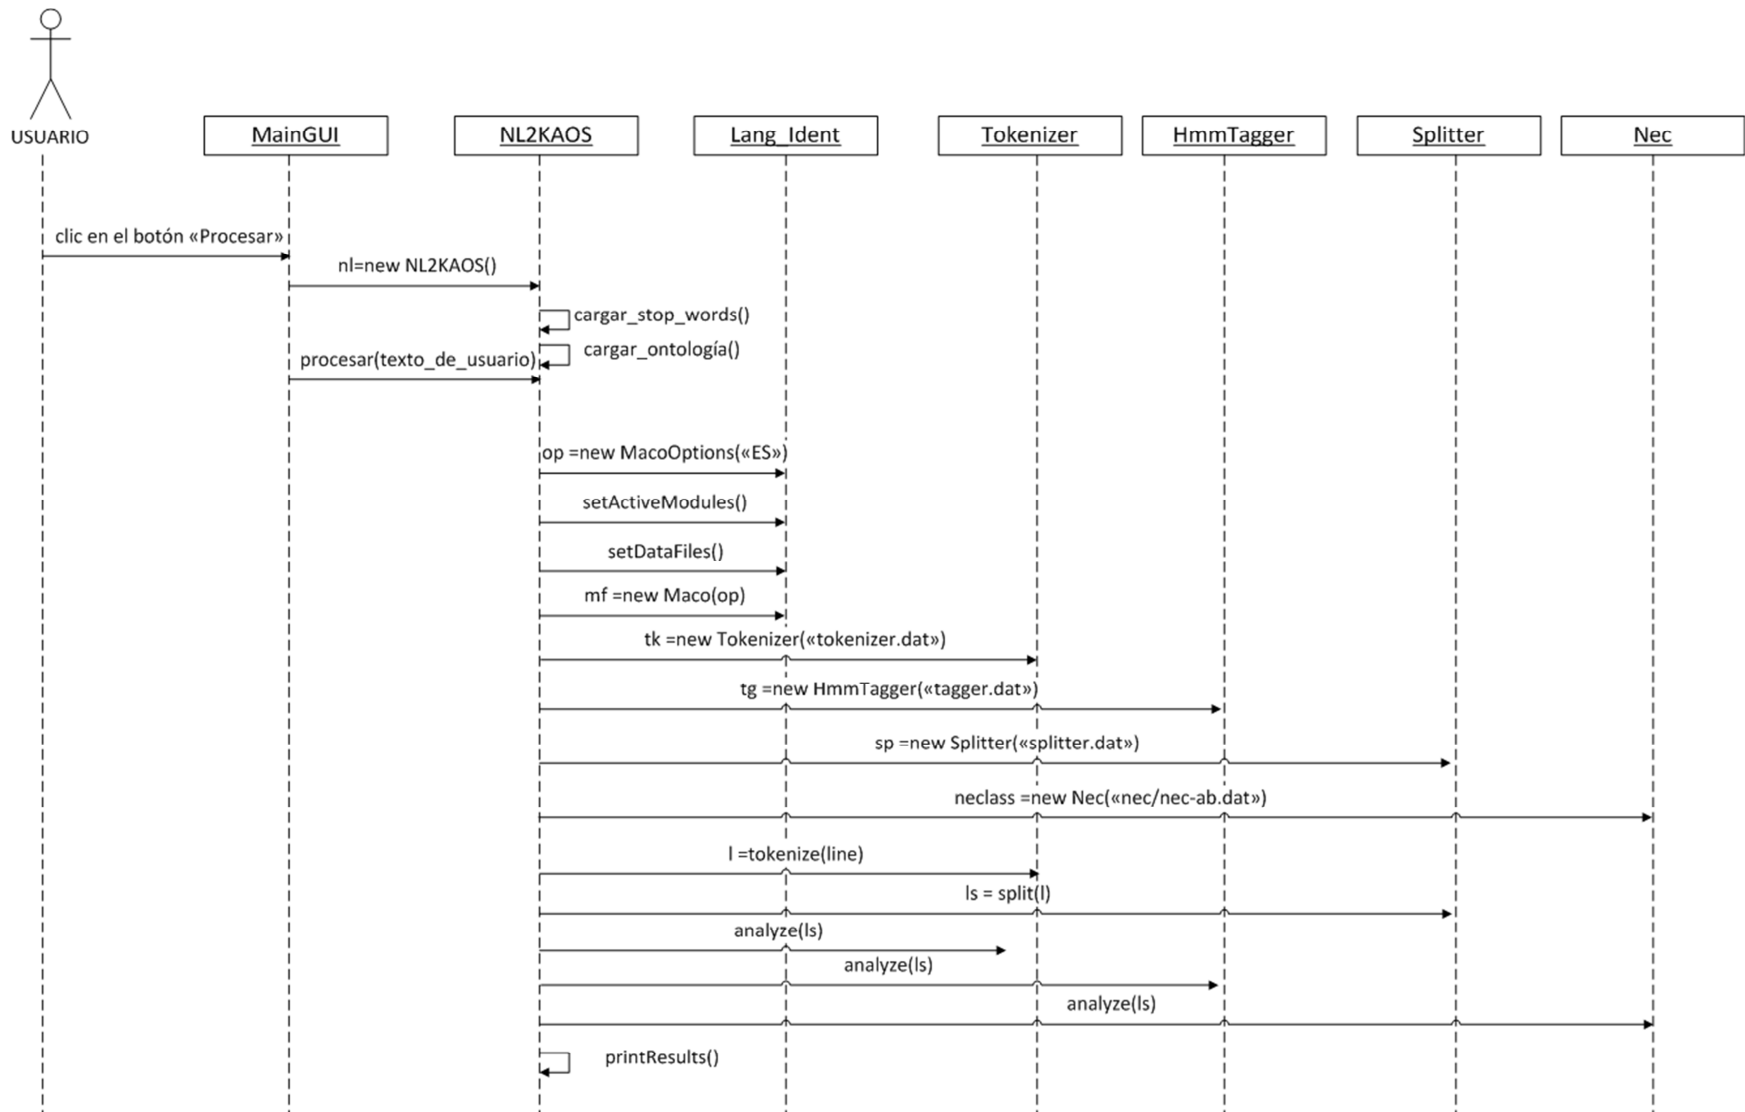 USUARIO
MainGUI
NL2KAOS
Lang_Ident
Tokenizer
HmmTagger
Splitter
Nec
clic en el botón «Procesar»
nl=new NL2KAOS()
cargar_stop_words()
cargar_ontología()
procesar(texto_de_usuario)
op =new MacoOptions(«ES»)
setActiveModules()
setDataFiles()
mf =new Maco(op)
tk =new Tokenizer(«tokenizer.dat»)
tg =new HmmTagger(«tagger.dat»)
sp =new Splitter(«splitter.dat»)
neclass =new Nec(«nec/nec-ab.dat»)
l =tokenize(line)
ls = split(l)
analyze(ls)
analyze(ls)
analyze(ls)
printResults()